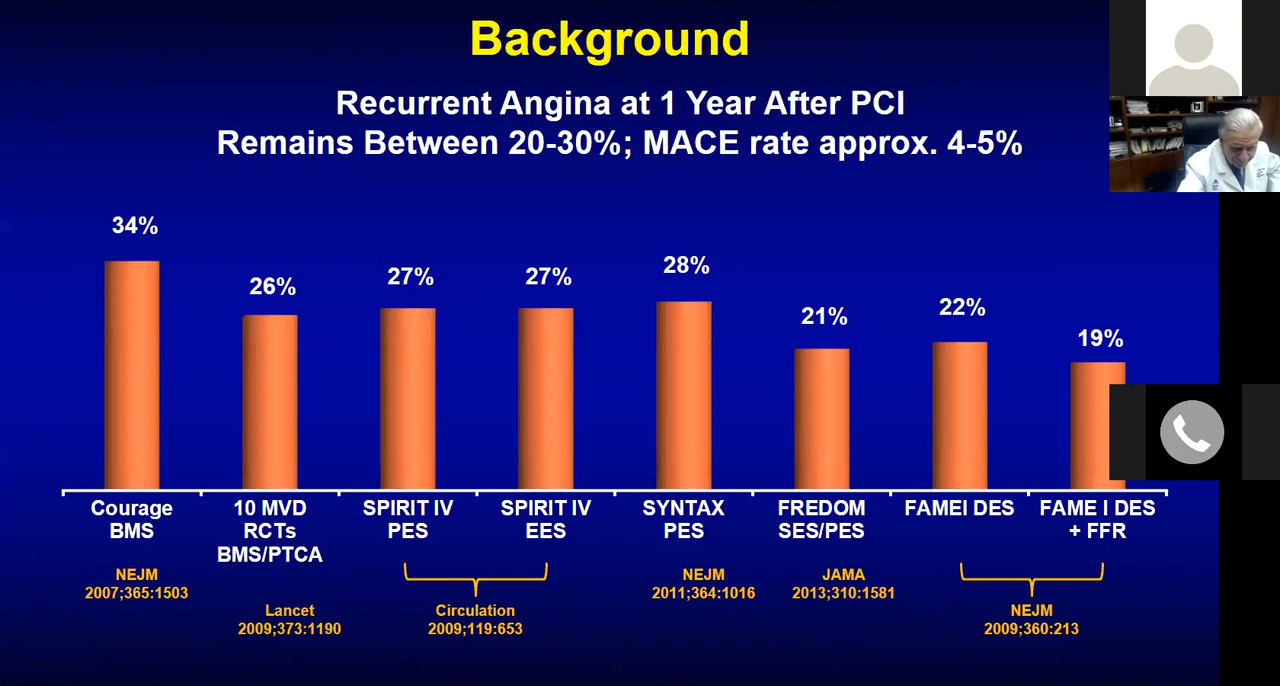 Background
Recurrent Angina at 1 Year After PCI
Remains Between 20-30%; MACE rate approx. 4-5%
34%
26%
27%
27%
28%
21%
22%
19%
Courage
BMS
10 MVD
RCTs
BMS/PTCA
SPIRIT IV
PES
SPIRIT IV
EES
SYNTAX
PES
FREDOM
SES/PES
FAMEI DES
FAME I DES
+ FFR
NEJM
2007;365:1503
Lancet
2009;373:1190
Circulation
2009;119:653
NEJM
2011;364:1016
JAMA
2013;310:1581
NEJM
2009;360:213